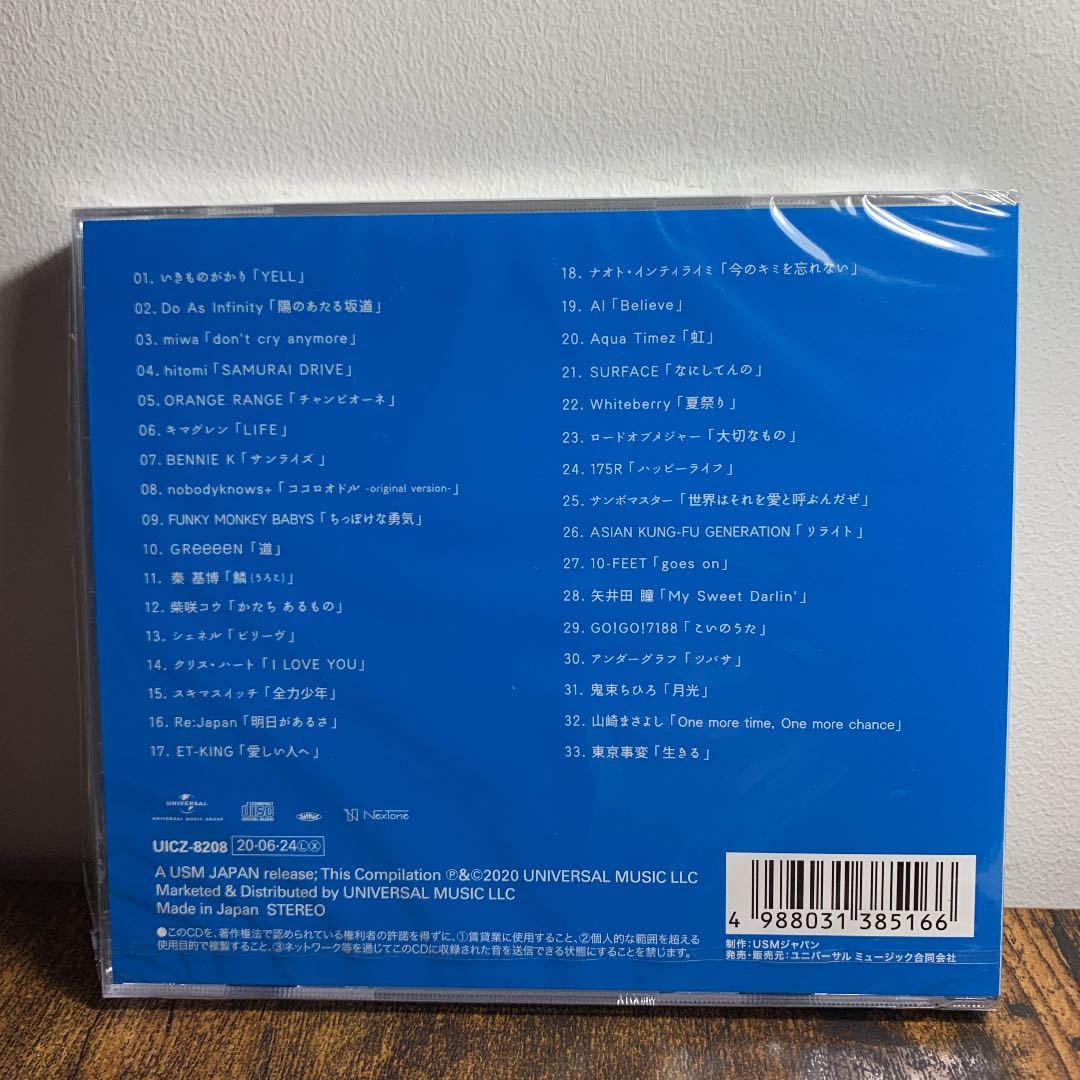 01. いきものがかり「YELL」
02. Do As Infinity「陽のあたる坂道」
03. miwa「don't cry anymore」
04. hitomi「SAMURAI DRIVE」
05. ORANGE RANGE「チャンピオーネ」
06. キマグレン「LIFE」
07. BENNIE K「サンライズ」
08. nobodyknows+「ココロオドル -original version-」
09. FUNKY MONKEY BABYS「ちっぽけな勇気」
10. GReeeeN「道」
11. 秦 基博「鱗(うろこ)」
12. 柴咲コウ「かたち あるもの」
13. シェネル「ビリーヴ」
14. クリス・ハート「I LOVE YOU」
15. スキマスイッチ「全力少年」
16. Re:Japan「明日があるさ」
17. ET-KING「愛しい人へ」
18. ナオト・インティライミ「今のキミを忘れない」
19. AI「Believe」
20. Aqua Timez「虹」
21. SURFACE「なにしてんの」
22. Whiteberry「夏祭り」
23. ロードオブメジャー「大切なもの」
24. 175R「ハッピーライフ」
25. サンボマスター「世界はそれを愛と呼ぶんだぜ」
26. ASIAN KUNG-FU GENERATION「リライト」
27. 10-FEET「goes on」
28. 矢井田 瞳「My Sweet Darlin'」
29. GO!GO!7188「こいのうた」
30. アンダーグラフ「ツバサ」
31. 鬼束ちひろ「月光」
32. 山崎まさよし「One more time, One more chance」
33. 東京事変「生きる」
UNIVERSAL
UNIVERSAL MUSIC GROUP
COMPACT
disc
DIGITAL AUDIO
NexTone
UICZ-8208 20・06・24ⓁⓍ
A USM JAPAN release; This Compilation ℗&©2020 UNIVERSAL MUSIC LLC
Marketed & Distributed by UNIVERSAL MUSIC LLC
Made in Japan STEREO
●このCDを、著作権法で認められている権利者の許諾を得ずに、①賃貸業に使用すること、②個人的な範囲を超える
使用目的で複製すること、③ネットワーク等を通じてこのCDに収録された音を送信できる状態にすることを禁じます。
4 988031 385166
制作:USMジャパン
発売・販売元:ユニバーサル ミュージック合同会社